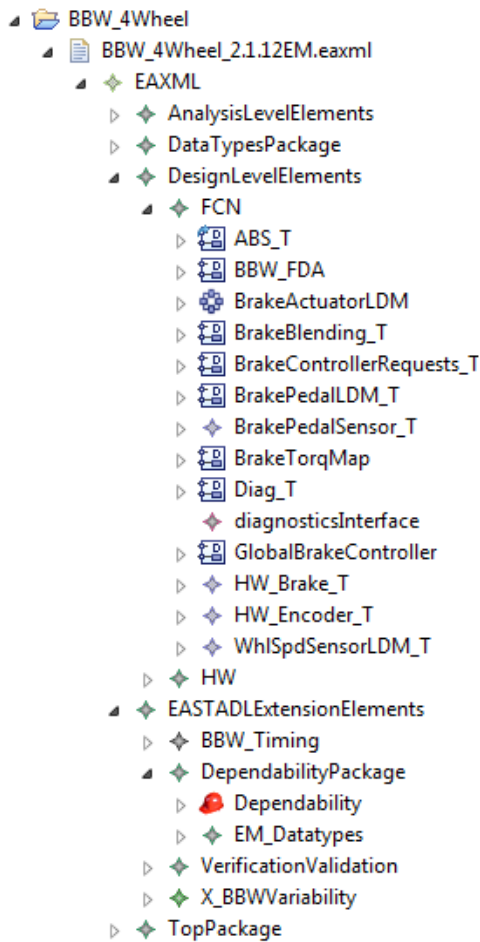 BBW_4Wheel
BBW_4Wheel_2.1.12EM.eaxml
EAXML
AnalysisLevelElements
DataTypesPackage
DesignLevelElements
FCN
ABS_T
BBW_FDA
BrakeActuatorLDM
BrakeBlending_T
BrakeControllerRequests_T
BrakePedalLDM_T
BrakePedalSensor_T
BrakeTorqMap
Diag_T
diagnosticsInterface
GlobalBrakeController
HW_Brake_T
HW_Encoder_T
WhlSpdSensorLDM_T
HW
EASTADLExtensionElements
BBW_Timing
DependabilityPackage
Dependability
EM_Datatypes
VerificationValidation
X_BBWVariability
TopPackage